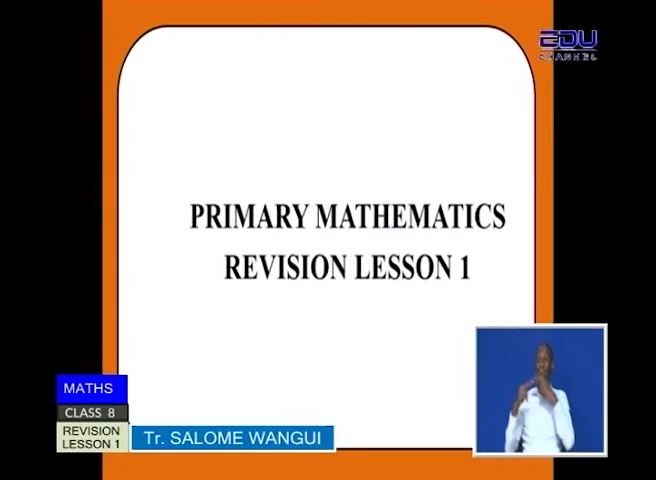 EDU
CHANNEL
PRIMARY MATHEMATICS
REVISION LESSON 1
MATHS
CLASS 8
REVISION
LESSON 1
Tr. SALOME WANGUI